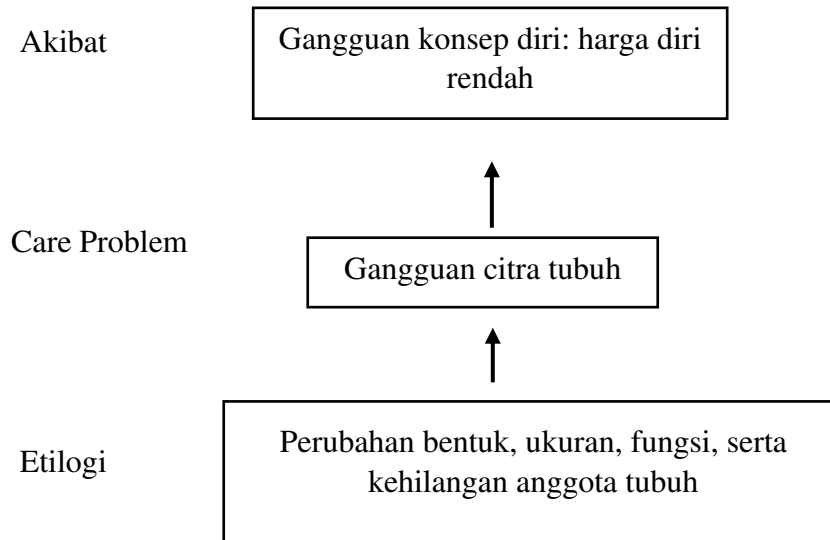 Akibat
Gangguan konsep diri: harga diri
rendah
Care Problem
Gangguan citra tubuh
Etilogi
Perubahan bentuk, ukuran, fungsi, serta
kehilangan anggota tubuh